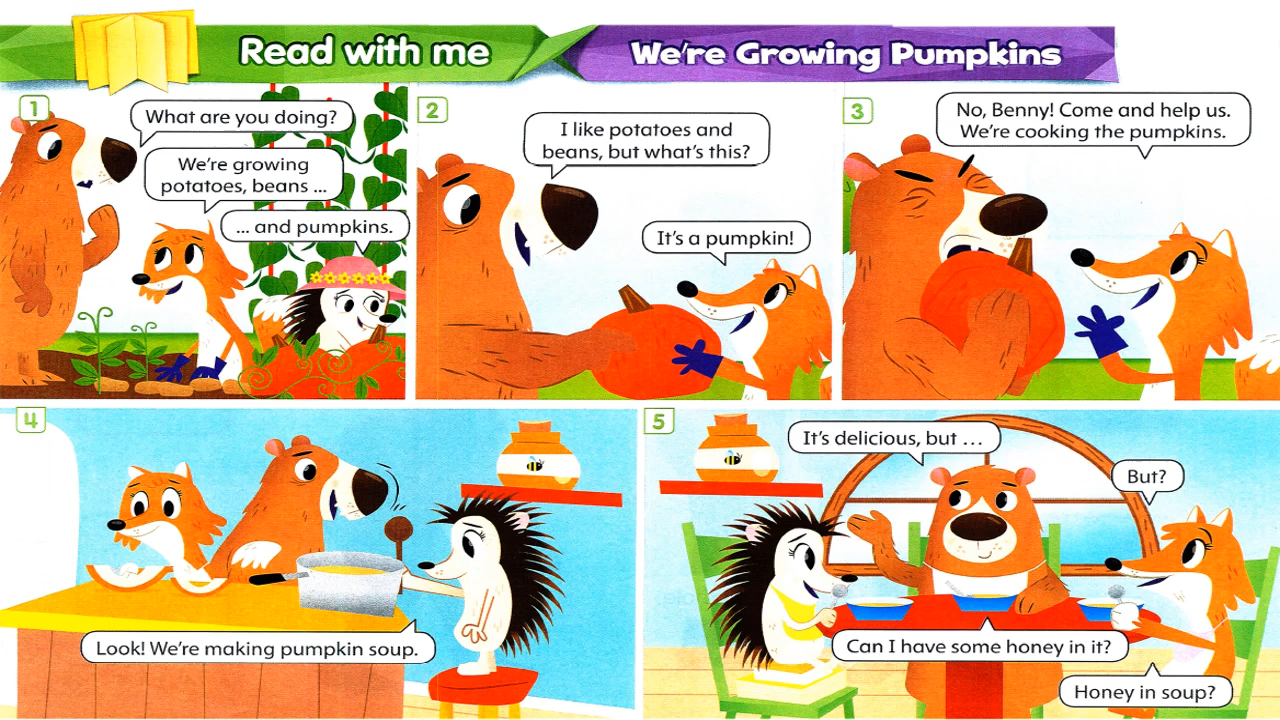 Read with me
We're Growing Pumpkins
1
What are you doing?
We're growing
potatoes, beans ...
... and pumpkins.
2
I like potatoes and
beans, but what's this?
It's a pumpkin!
3
No, Benny! Come and help us.
We're cooking the pumpkins.
4
Look! We're making pumpkin soup.
5
It's delicious, but ...
But?
Can I have some honey in it?
Honey in soup?